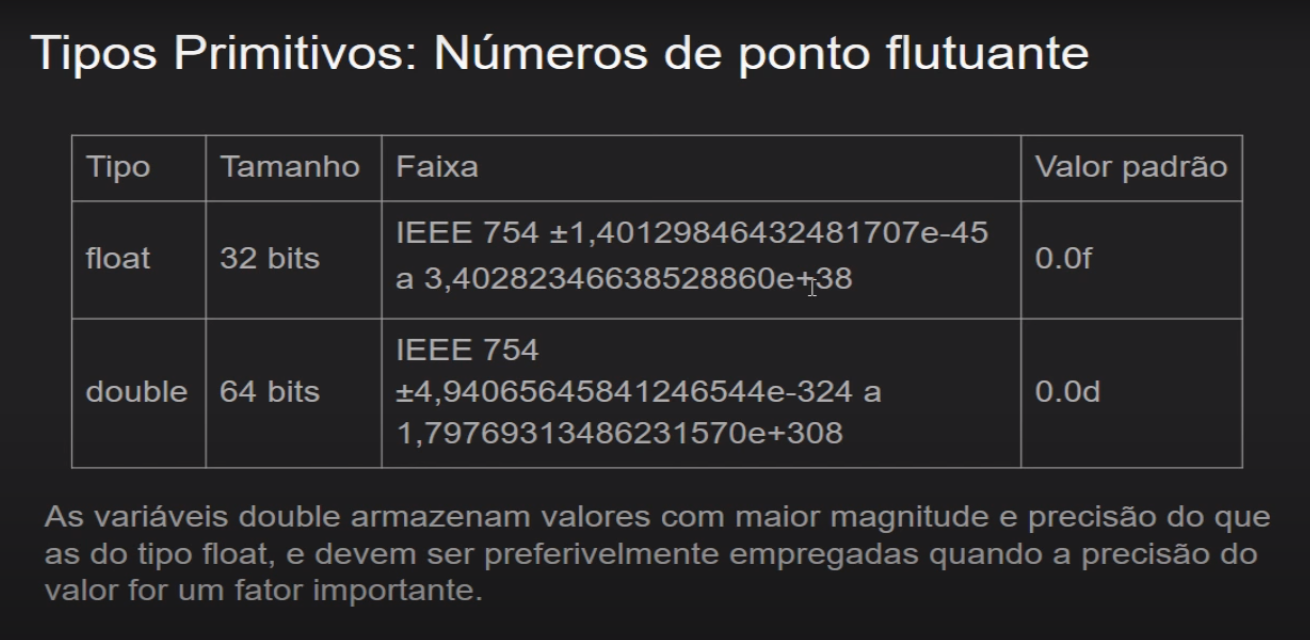 Tipos Primitivos: Números de ponto flutuante
Tipo Tamanho Faixa Valor padrão
float 32 bits IEEE 754 ±1,40129846432481707e-45
a 3,40282346638528860e+38 0.0f
double 64 bits IEEE 754
±4,94065645841246544e-324 a
1,79769313486231570e+308 0.0d
As variáveis double armazenam valores com maior magnitude e precisão do que
as do tipo float, e devem ser preferivelmente empregadas quando a precisão do
valor for um fator importante.